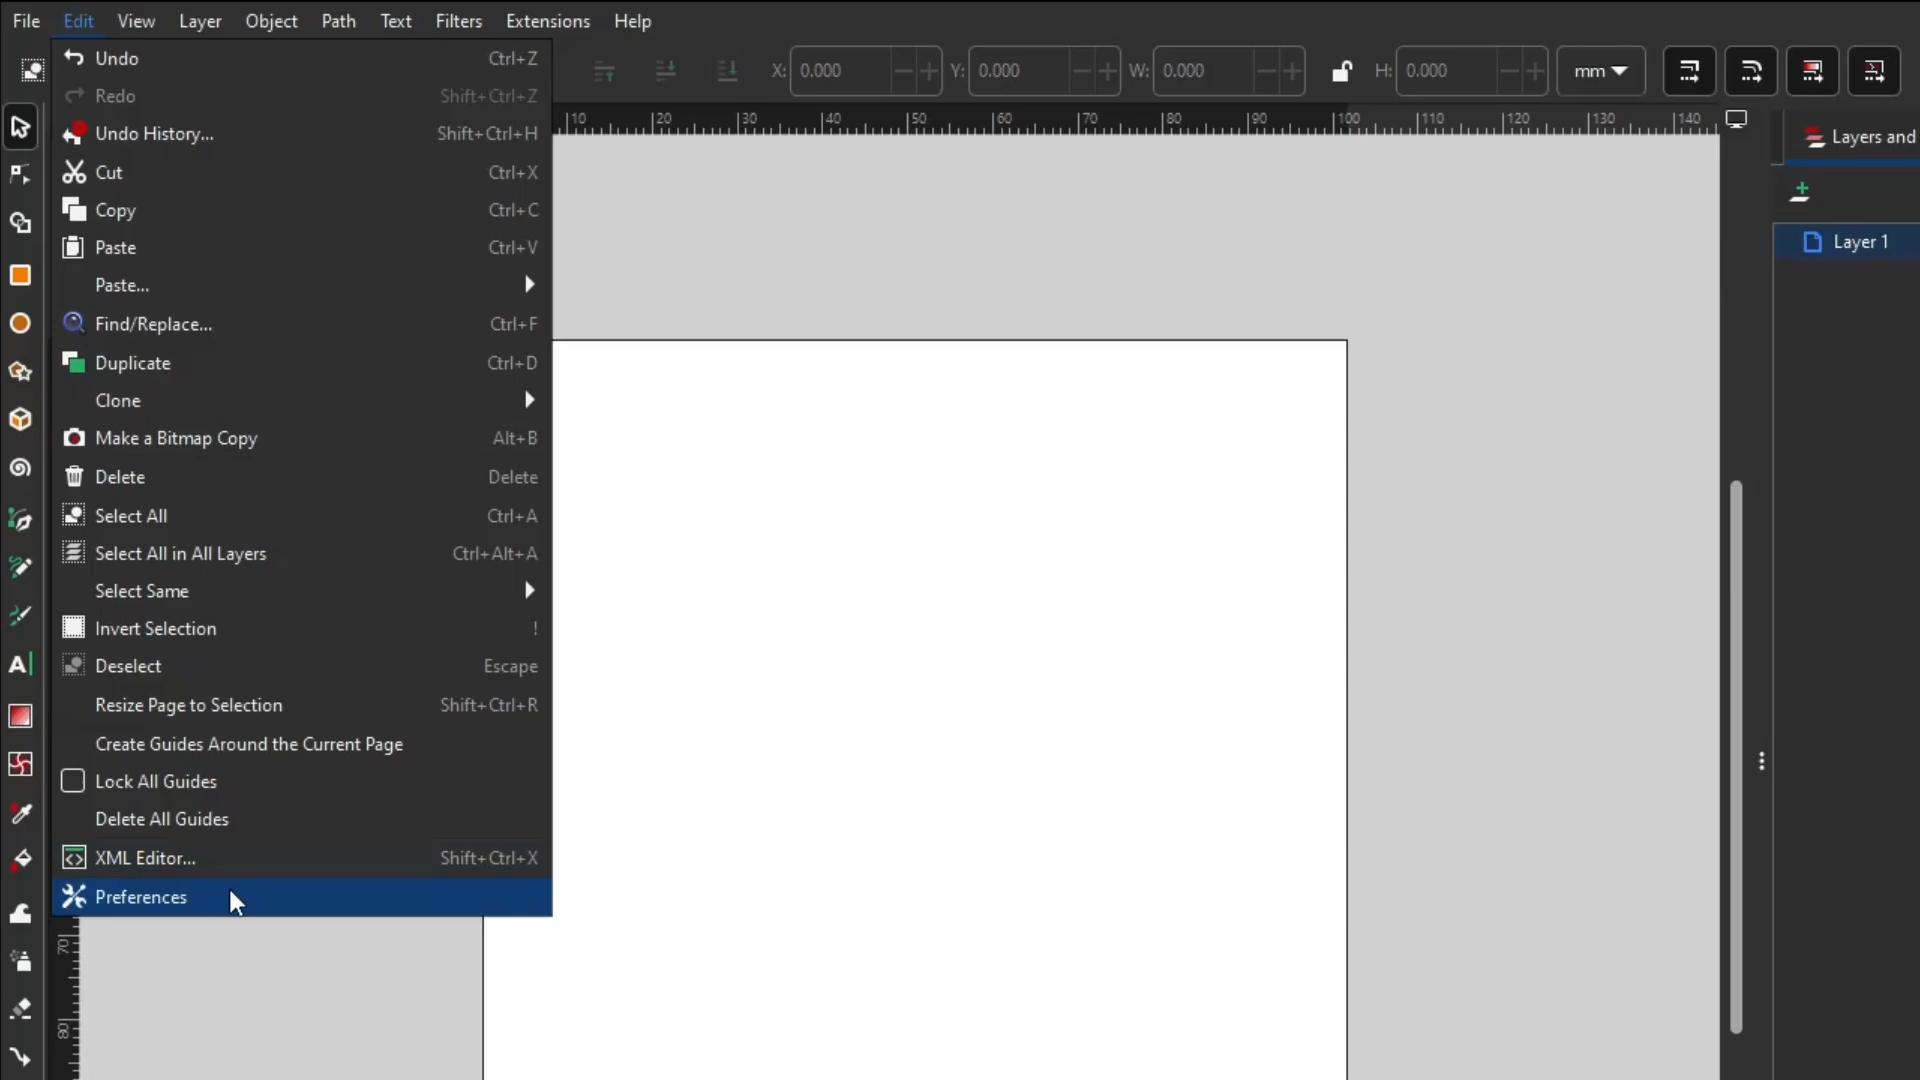 File Edit View Layer Object Path Text Filters Extensions Help
X: 0.000 Y: 0.000 W: 0.000 H: 0.000 mm
Undo Ctrl+Z
Redo Shift+Ctrl+Z
Undo History... Shift+Ctrl+H
Cut Ctrl+X
Copy Ctrl+C
Paste Ctrl+V
Paste...
Find/Replace... Ctrl+F
Duplicate Ctrl+D
Clone
Make a Bitmap Copy Alt+B
Delete Delete
Select All Ctrl+A
Select All in All Layers Ctrl+Alt+A
Select Same
Invert Selection !
Deselect Escape
Resize Page to Selection Shift+Ctrl+R
Create Guides Around the Current Page
Lock All Guides
Delete All Guides
XML Editor... Shift+Ctrl+X
Preferences
10 20 30 40 50 60 70 80 90 100 110 120 130 140
70
80
Layers and
Layer 1